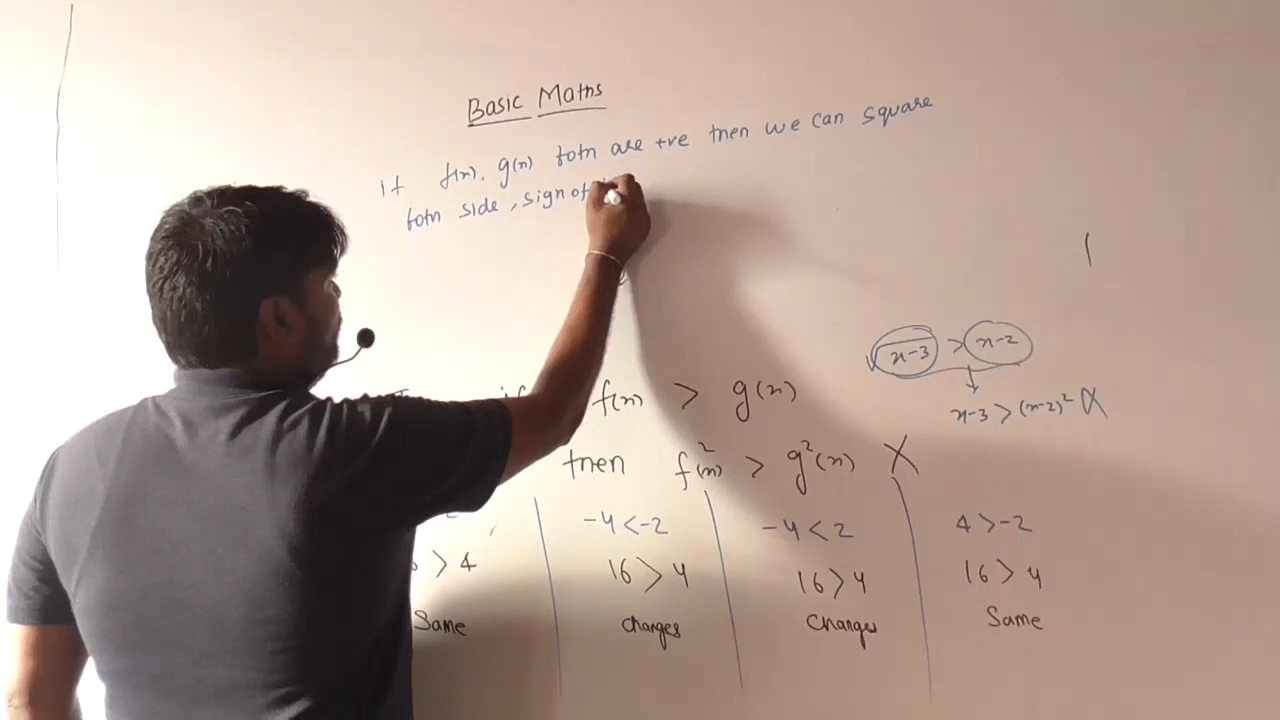 Basic Maths
If f(x), g(x) both are +ve then we can square
both side, sign of
x-3 > x-2
x-3 > (x-2)² X
if f(x) > g(x)
then f²(x) > g²(x) X
-4 < -2
-4 < 2
4 > -2
> 4
16 > 4
16 > 4
16 > 4
Same
changes
changes
Same